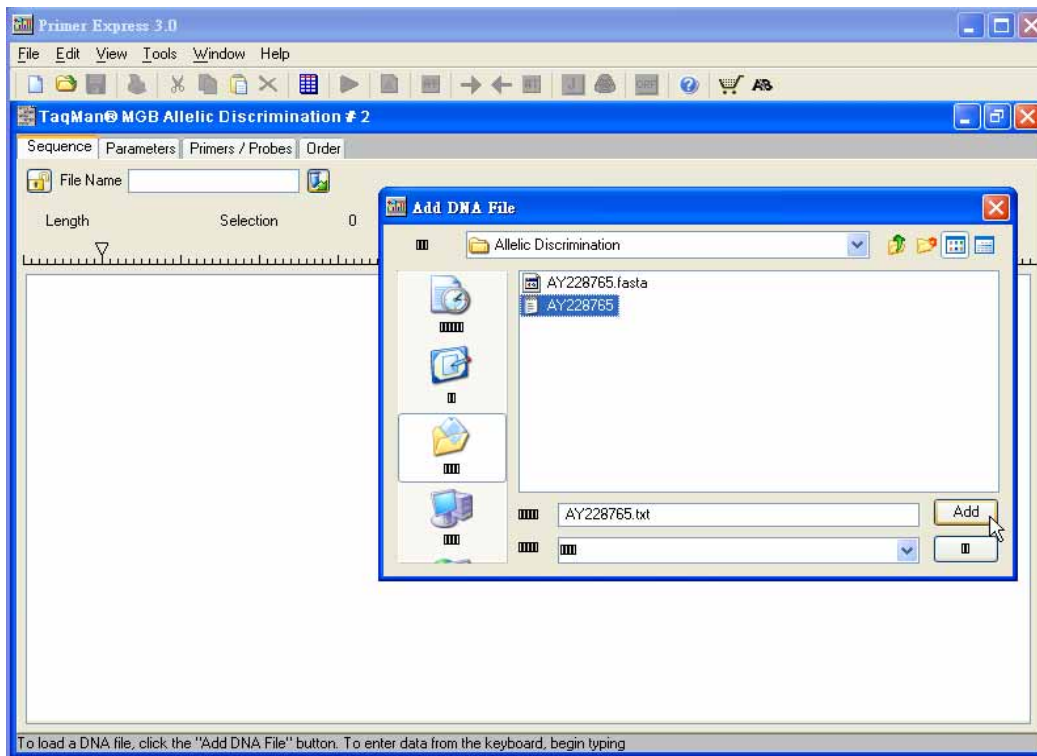 Primer Express 3.0
File Edit View Tools Window Help
TaqMan® MGB Allelic Discrimination # 2
Sequence Parameters Primers / Probes Order
File Name
Length Selection 0
Add DNA File
Allelic Discrimination
AY228765.fasta
AY228765
AY228765.txt
Add
To load a DNA file, click the "Add DNA File" button. To enter data from the keyboard, begin typing